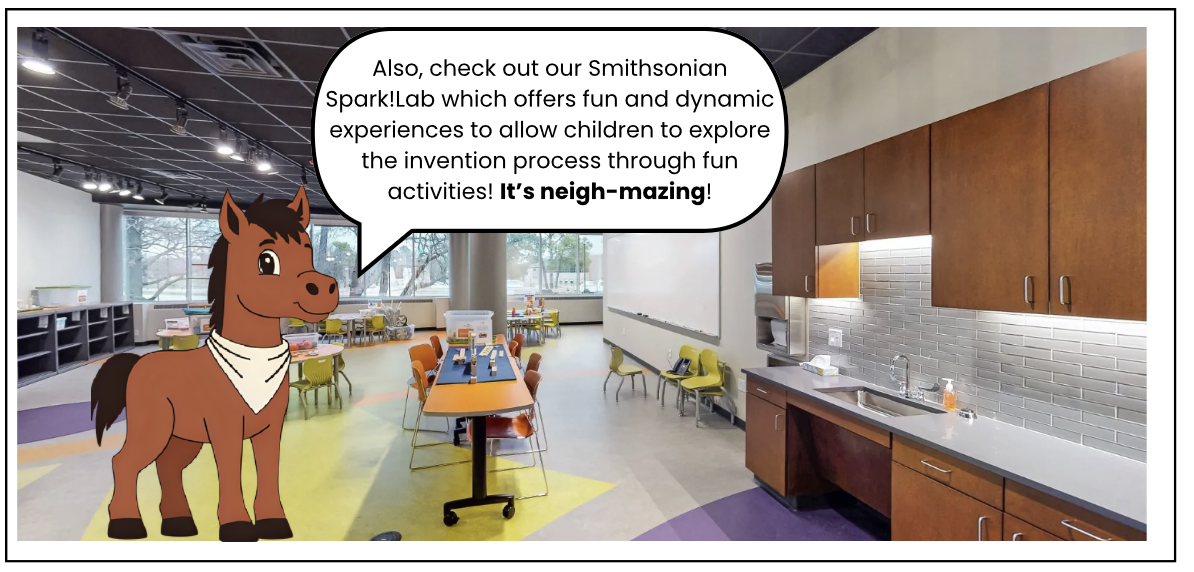 Also, check out our Smithsonian
Spark!Lab which offers fun and dynamic
experiences to allow children to explore
the invention process through fun
activities! It’s neigh-mazing!